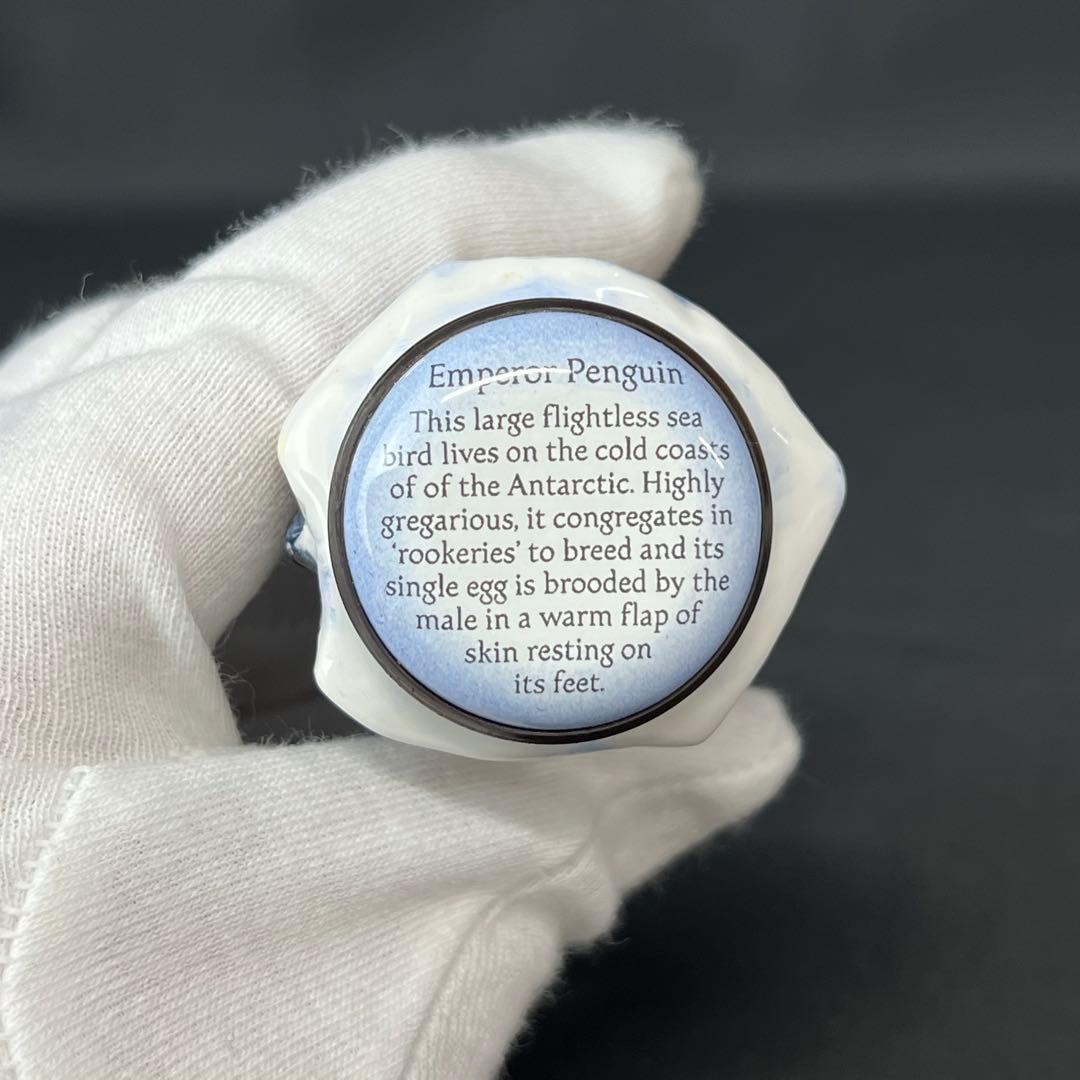 Emperor Penguin
This large flightless sea
bird lives on the cold coasts
of of the Antarctic. Highly
gregarious, it congregates in
‘rookeries’ to breed and its
single egg is brooded by the
male in a warm flap of
skin resting on
its feet.